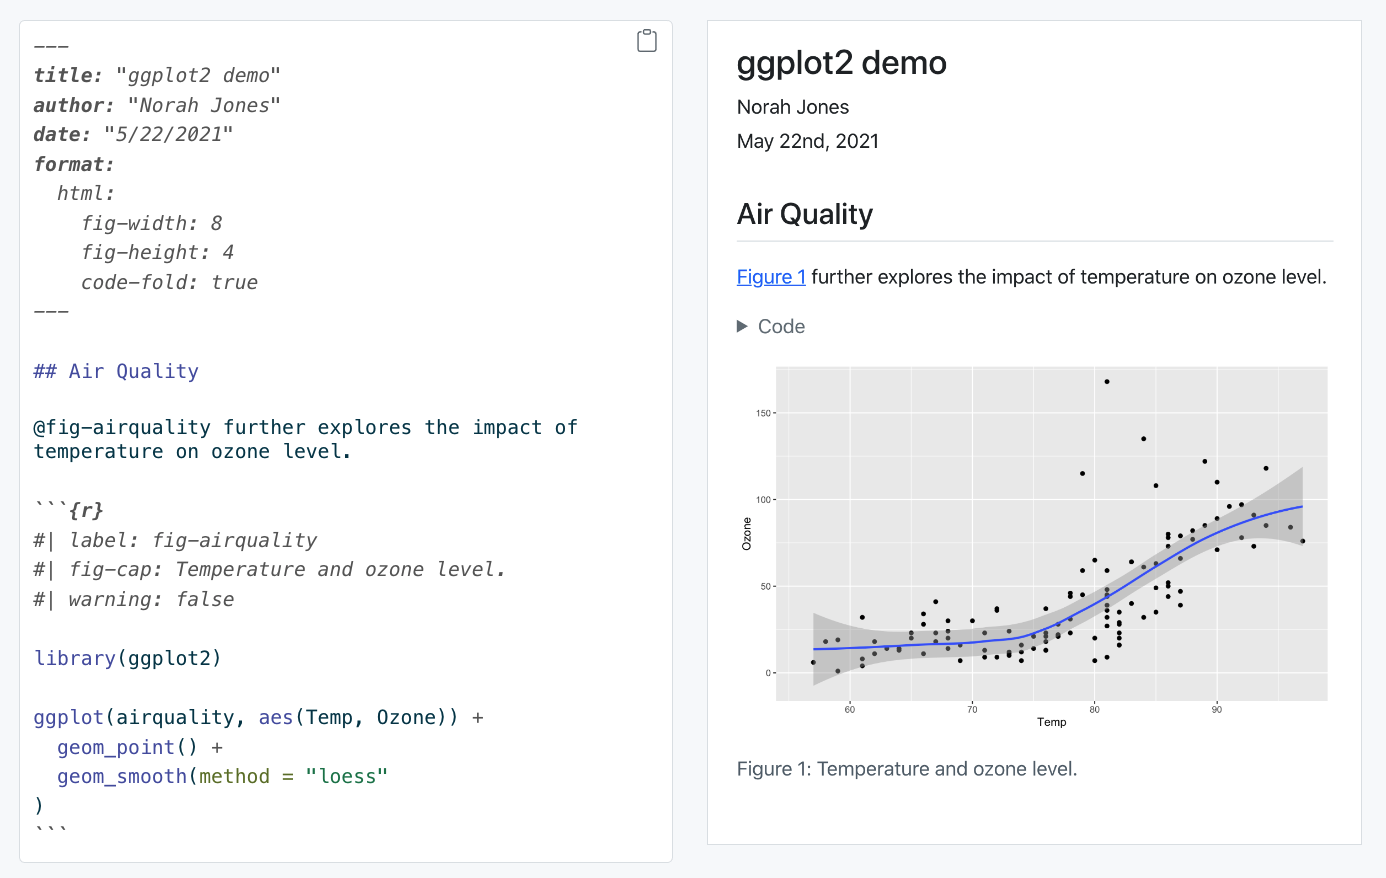 ---
title: "ggplot2 demo"
author: "Norah Jones"
date: "5/22/2021"
format:
  html:
    fig-width: 8
    fig-height: 4
    code-fold: true
---
## Air Quality
@fig-airquality further explores the impact of
temperature on ozone level.
```{r}
#| label: fig-airquality
#| fig-cap: Temperature and ozone level.
#| warning: false
library(ggplot2)
ggplot(airquality, aes(Temp, Ozone)) +
  geom_point() +
  geom_smooth(method = "loess"
)
```
ggplot2 demo
Norah Jones
May 22nd, 2021
Air Quality
Figure 1 further explores the impact of temperature on ozone level.
Code
150
100
50
0
Ozone
60 70 80 90
Temp
Figure 1: Temperature and ozone level.